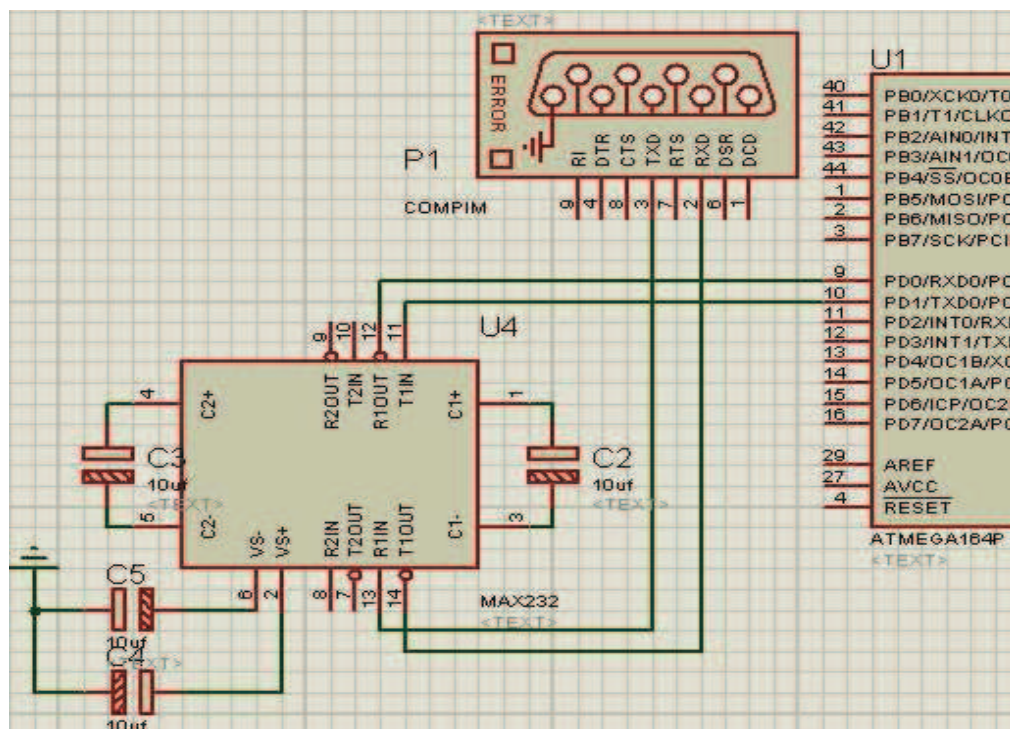 <TEXT>
ERROR
RI DTR CTS TXD RTS RXD DSR DCD
9 4 8 3 7 2 6 1
P1
COMPIM
U1
40 PB0/XCK0/T0
41 PB1/T1/CLKO
42 PB2/AIN0/INT
43 PB3/AIN1/OC0
44 PB4/SS/OC0B
1 PB5/MOSI/PC
2 PB6/MISO/PC
3 PB7/SCK/PCI
9 PD0/RXD0/PC
10 PD1/TXD0/PC
11 PD2/INT0/RX
12 PD3/INT1/TX
13 PD4/OC1B/XC
14 PD5/OC1A/PC
15 PD6/ICP/OC2
16 PD7/OC2A/PC
29 AREF
27 AVCC
4 RESET
ATMEGA164P
<TEXT>
U4
9 10 12 11
R2OUT T2IN R1OUT T1IN
4 C2+
C1+ 1
C3
10uf
<TEXT>
C2
10uf
<TEXT>
5 C2-
C1- 3
VS- VS+ R2IN T2OUT R1IN T1OUT
6 2 8 7 13 14
MAX232
<TEXT>
C5
10uf
C4
<TEXT>
10uf